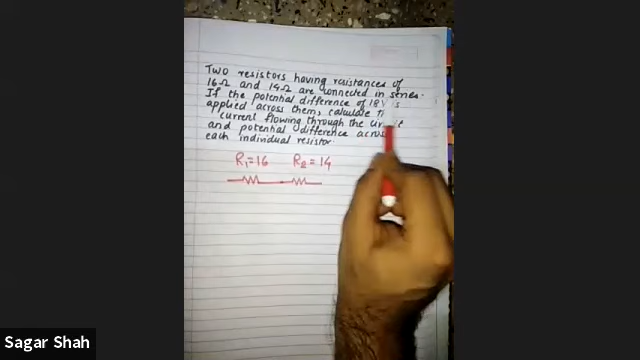 Two resistors having resistances of
16Ω and 14Ω are connected in series.
If the potential difference of 18V is
applied across them, calculate
current flowing through the
and potential difference across
each individual resistor.
R1=16 R2=14
Sagar Shah